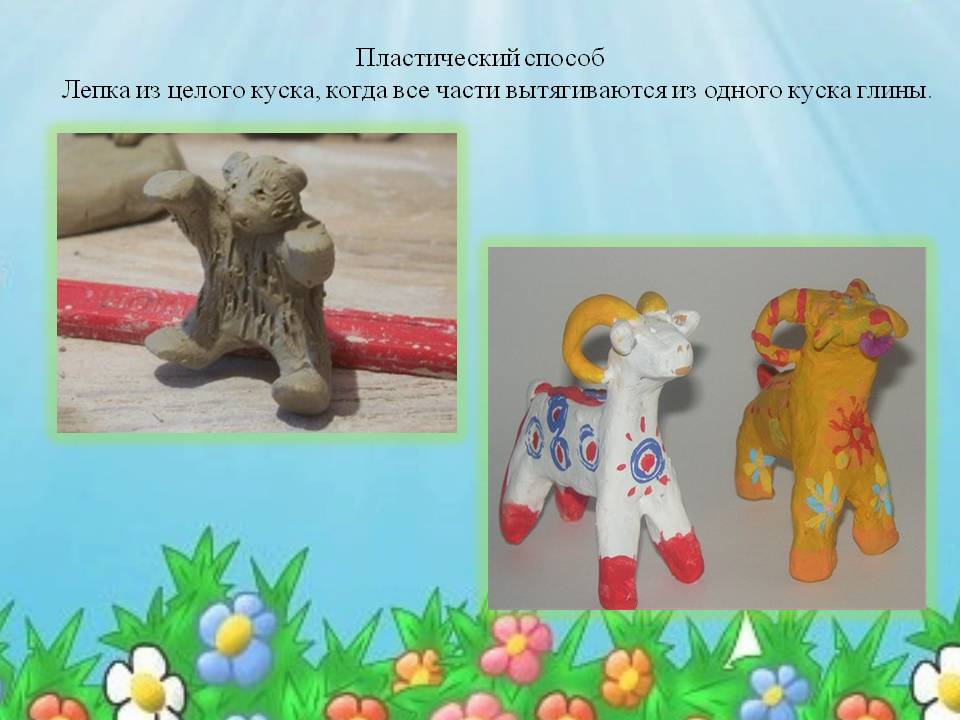 Пластический способ
Лепка из целого куска, когда все части вытягиваются из одного куска глины.